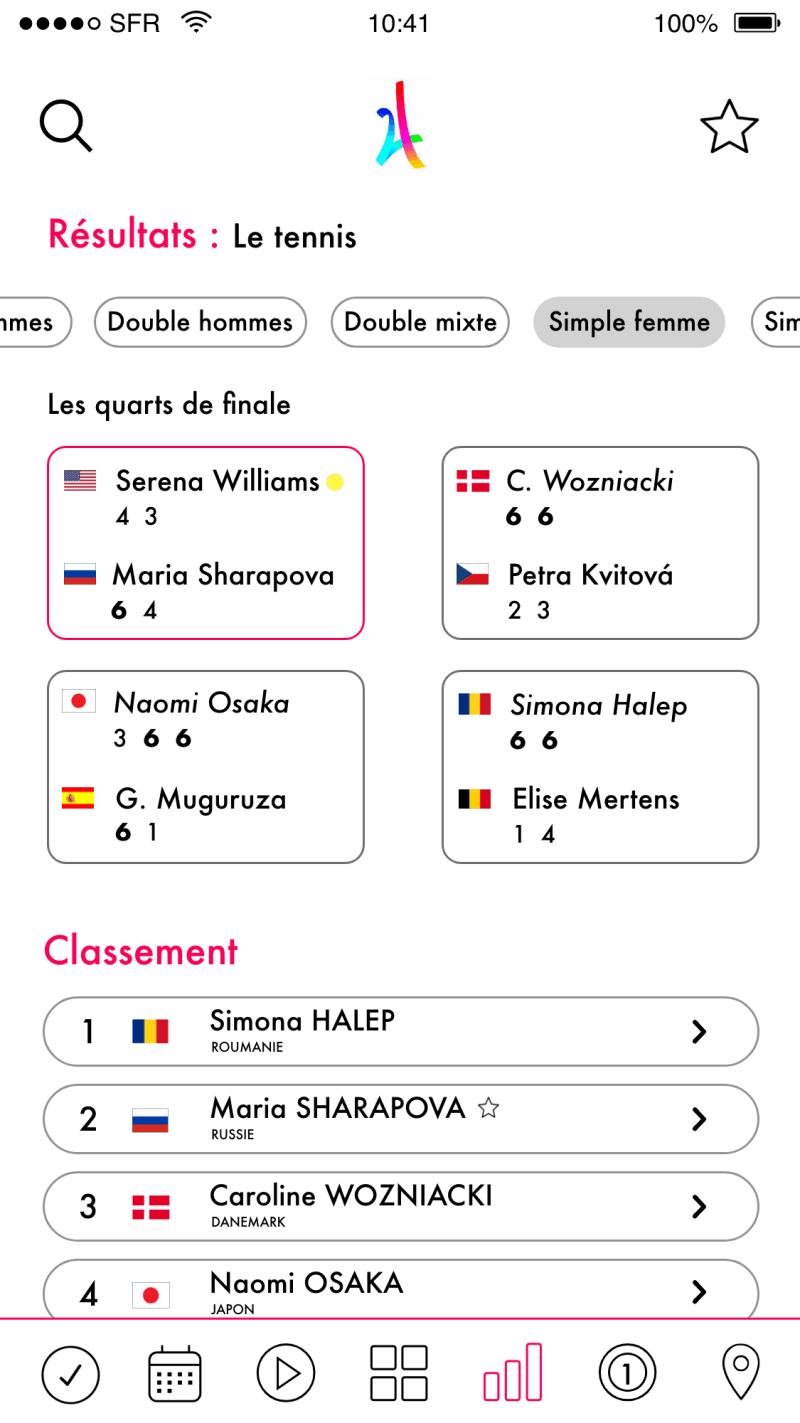 SFR 10:41 100%
Résultats : Le tennis
mmes Double hommes Double mixte Simple femme Sim
Les quarts de finale
Serena Williams
4 3
Maria Sharapova
6 4
C. Wozniacki
6 6
Petra Kvitová
2 3
Naomi Osaka
3 6 6
G. Muguruza
6 1
Simona Halep
6 6
Elise Mertens
1 4
Classement
1 Simona HALEP
ROUMANIE
2 Maria SHARAPOVA
RUSSIE
3 Caroline WOZNIACKI
DANEMARK
4 Naomi OSAKA
JAPON
1